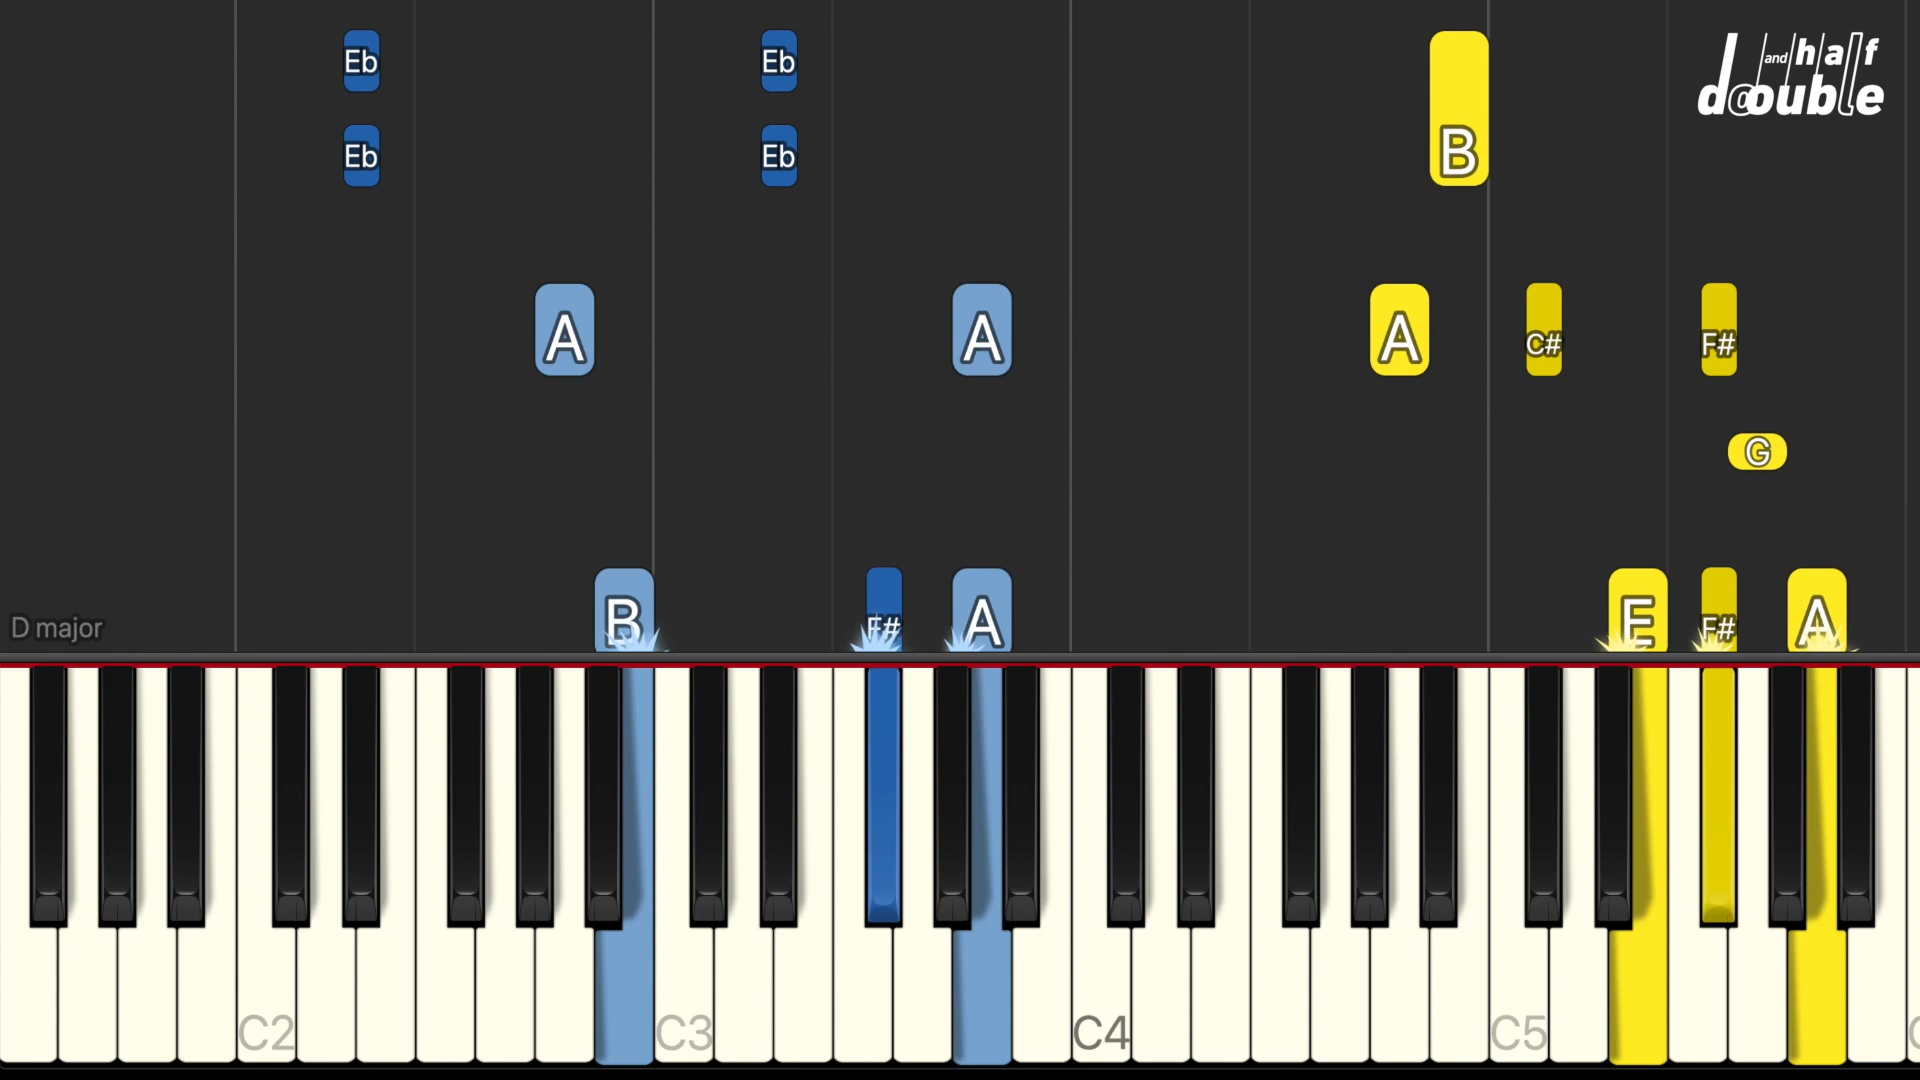 Eb Eb
and half
double
Eb Eb B
A A A C# F#
G
D major B F# A E F# A
C2 C3 C4 C5